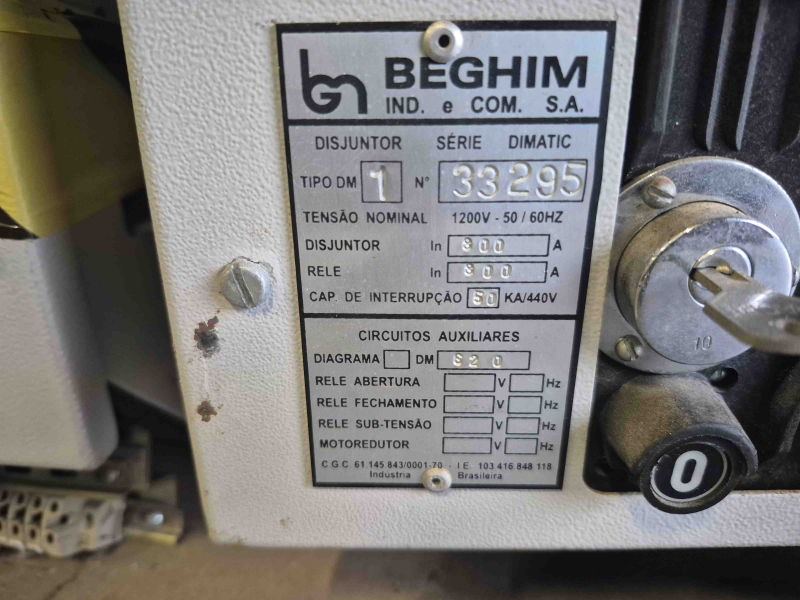 BEGHIM
IND. e COM. S.A.
DISJUNTOR SÉRIE DIMATIC
TIPO DM 1 N° 33295
TENSÃO NOMINAL 1200V - 50 / 60HZ
DISJUNTOR In 800 A
RELE In 800 A
CAP. DE INTERRUPÇÃO 50 KA/440V
CIRCUITOS AUXILIARES
DIAGRAMA DM S20
RELE ABERTURA V Hz
RELE FECHAMENTO V Hz
RELE SUB-TENSÃO V Hz
MOTOREDUTOR V Hz
C.G.C. 61.145.843/0001-70 - I.E. 103 416 848 118
Indústria Brasileira
10
0